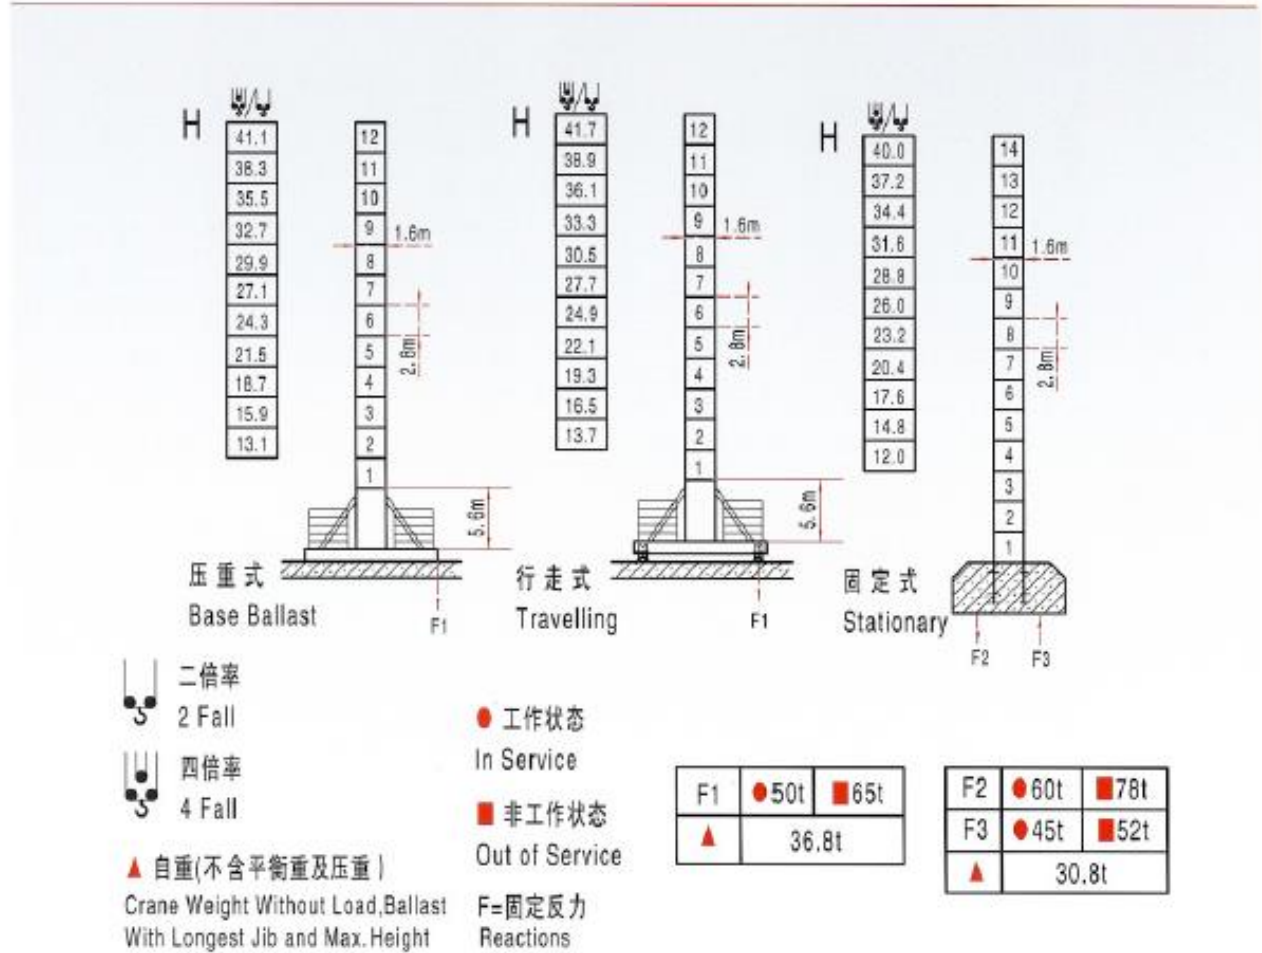 H
41.1
38.3
35.5
32.7
29.9
27.1
24.3
21.5
18.7
15.9
13.1
12
11
10
9
8
7
6
5
4
3
2
1
1.6m
2.8m
5.6m
F1
压重式
Base Ballast
H
41.7
38.9
36.1
33.3
30.5
27.7
24.9
22.1
19.3
16.5
13.7
12
11
10
9
8
7
6
5
4
3
2
1
1.6m
2.8m
5.6m
F1
行走式
Travelling
H
40.0
37.2
34.4
31.6
28.8
26.0
23.2
20.4
17.6
14.8
12.0
14
13
12
11
10
9
8
7
6
5
4
3
2
1
1.6m
2.8m
F2 F3
固定式
Stationary
二倍率
2 Fall
四倍率
4 Fall
自重(不含平衡重及压重)
Crane Weight Without Load,Ballast
With Longest Jib and Max.Height
工作状态
In Service
非工作状态
Out of Service
F=固定反力
Reactions
F1 50t 65t
36.8t
F2 60t 78t
F3 45t 52t
30.8t